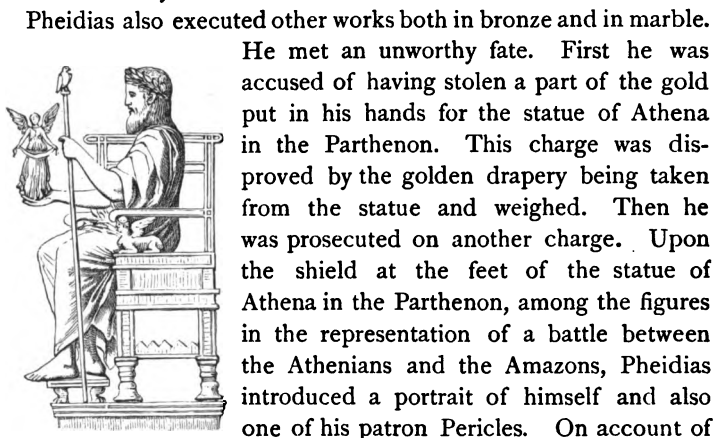 Pheidias also executed other works both in bronze and in marble.
He met an unworthy fate. First he was
accused of having stolen a part of the gold
put in his hands for the statue of Athena
in the Parthenon. This charge was dis-
proved by the golden drapery being taken
from the statue and weighed. Then he
was prosecuted on another charge. Upon
the shield at the feet of the statue of
Athena in the Parthenon, among the figures
in the representation of a battle between
the Athenians and the Amazons, Pheidias
introduced a portrait of himself and also
one of his patron Pericles. On account of